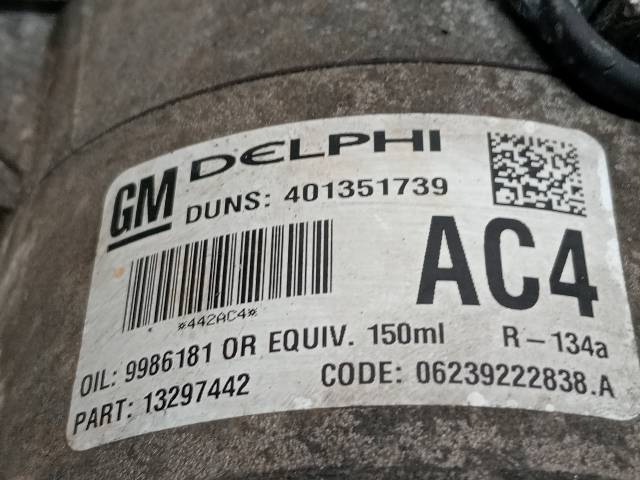 GM DELPHI
DUNS: 401351739
AC4
*442AC4*
OIL: 9986181 OR EQUIV. 150ml R-134a
PART: 13297442 CODE: 06239222838.A